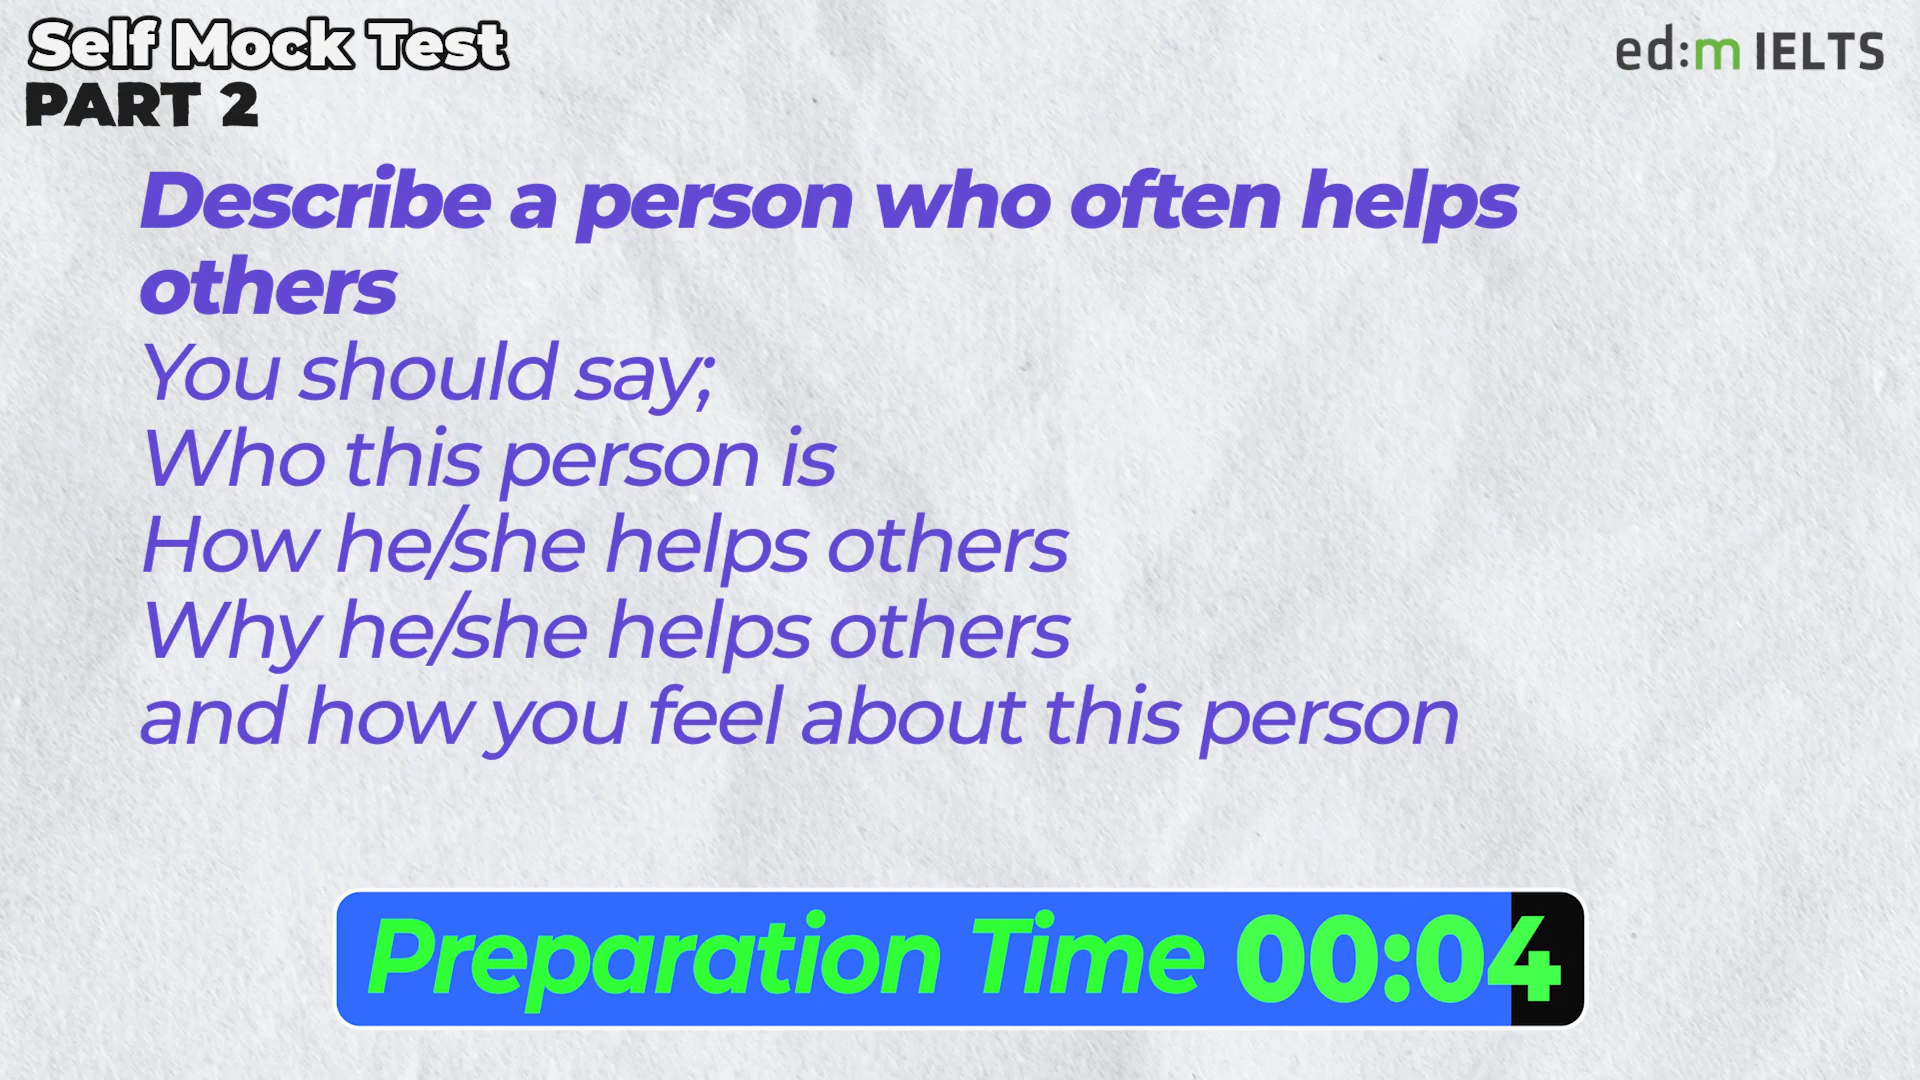 Self Mock Test
PART 2
ed:m IELTS
Describe a person who often helps
others
You should say;
Who this person is
How he/she helps others
Why he/she helps others
and how you feel about this person
Preparation Time 00:04